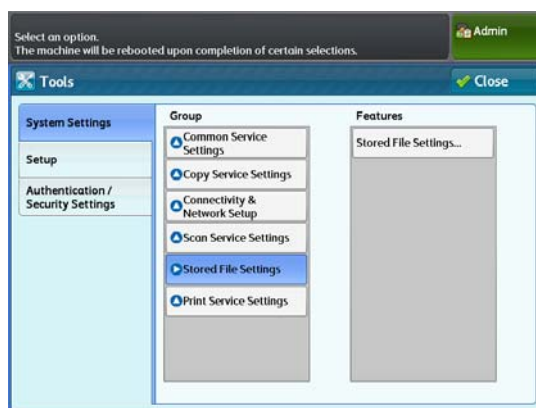 Select an option.
The machine will be rebooted upon completion of certain selections.
Admin
Tools
Close
System Settings
Setup
Authentication /
Security Settings
Group
Common Service
Settings
Copy Service Settings
Connectivity &
Network Setup
Scan Service Settings
Stored File Settings
Print Service Settings
Features
Stored File Settings...